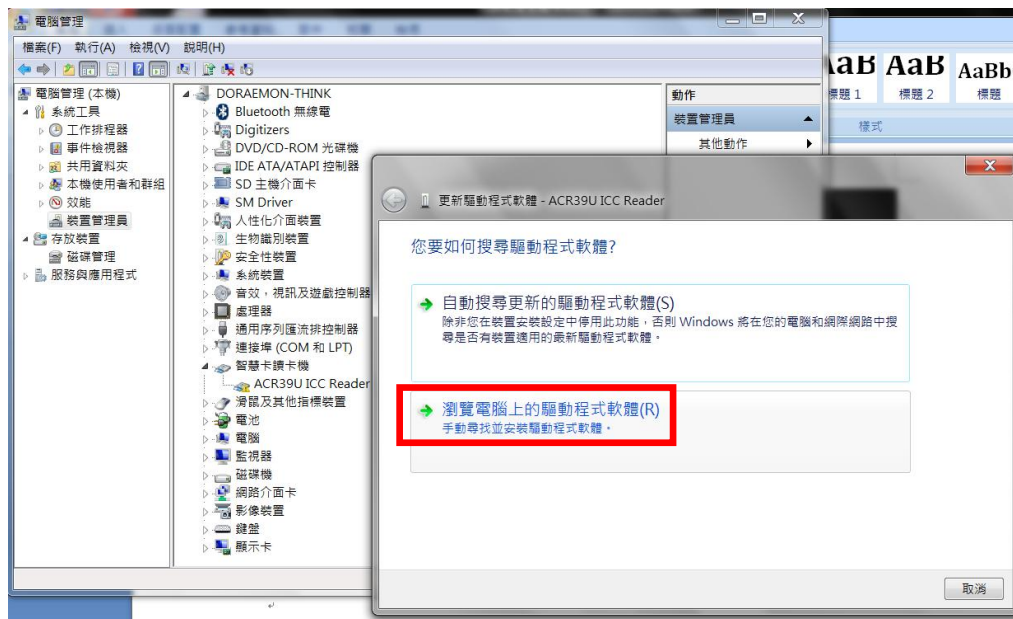 電腦管理
檔案(F) 執行(A) 檢視(V) 說明(H)
電腦管理 (本機)
系統工具
工作排程器
事件檢視器
共用資料夾
本機使用者和群組
效能
裝置管理員
存放裝置
磁碟管理
服務與應用程式
DORAEMON-THINK
Bluetooth 無線電
Digitizers
DVD/CD-ROM 光碟機
IDE ATA/ATAPI 控制器
SD 主機介面卡
SM Driver
人性化介面裝置
生物識別裝置
安全性裝置
系統裝置
音效，視訊及遊戲控制器
處理器
通用序列匯流排控制器
連接埠 (COM 和 LPT)
智慧卡讀卡機
ACR39U ICC Reader
滑鼠及其他指標裝置
電池
電腦
監視器
磁碟機
網路介面卡
影像裝置
鍵盤
顯示卡
動作
裝置管理員
其他動作
AaB AaB AaBb
標題 1 標題 2 標題
樣式
更新驅動程式軟體 - ACR39U ICC Reader
您要如何搜尋驅動程式軟體?
自動搜尋更新的驅動程式軟體(S)
除非您在裝置安裝設定中停用此功能，否則 Windows 將在您的電腦和網際網路中搜
尋是否有裝置適用的最新驅動程式軟體。
瀏覽電腦上的驅動程式軟體(R)
手動尋找並安裝驅動程式軟體。
取消